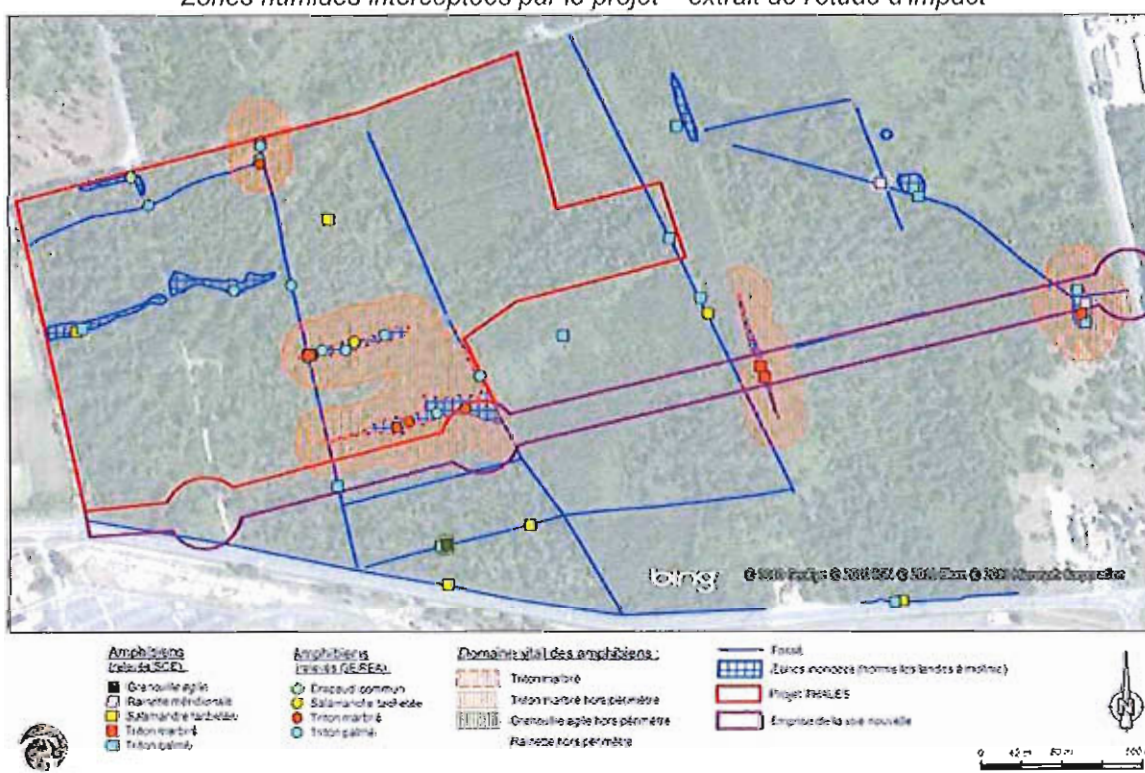 Zones humides interceptées par le projet – extrait de l'étude d'impact
bing
Amphibiens
(relevés SCE)
Grenouille agile
Rainette méridionale
Salamandre tachetée
Triton marbré
Triton palmé
Amphibiens
(relevés GEREA)
Crapaud commun
Salamandre tachetée
Triton marbré
Triton palmé
Domaine vital des amphibiens :
Triton marbré
Triton marbré hors périmètre
Grenouille agile hors périmètre
Rainette hors périmètre
Fossé
Zones inondées (hormis les landes à molinie)
Projet THALES
Emprise de la voie nouvelle
N
0